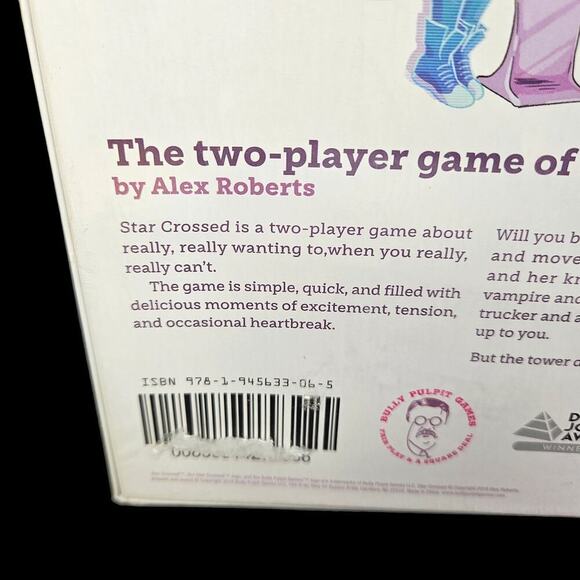 The two-player game of
by Alex Roberts
Star Crossed is a two-player game about
really, really wanting to,when you really,
really can't.
The game is simple, quick, and filled with
delicious moments of excitement, tension,
and occasional heartbreak.
Will you b
and move
and her kn
vampire and
trucker and a
up to you.
But the tower d
ISBN 978-1-945633-06-5
BULLY PULPIT GAMES
FAIR PLAY & A SQUARE DEAL
D
JO
AW
WINNE